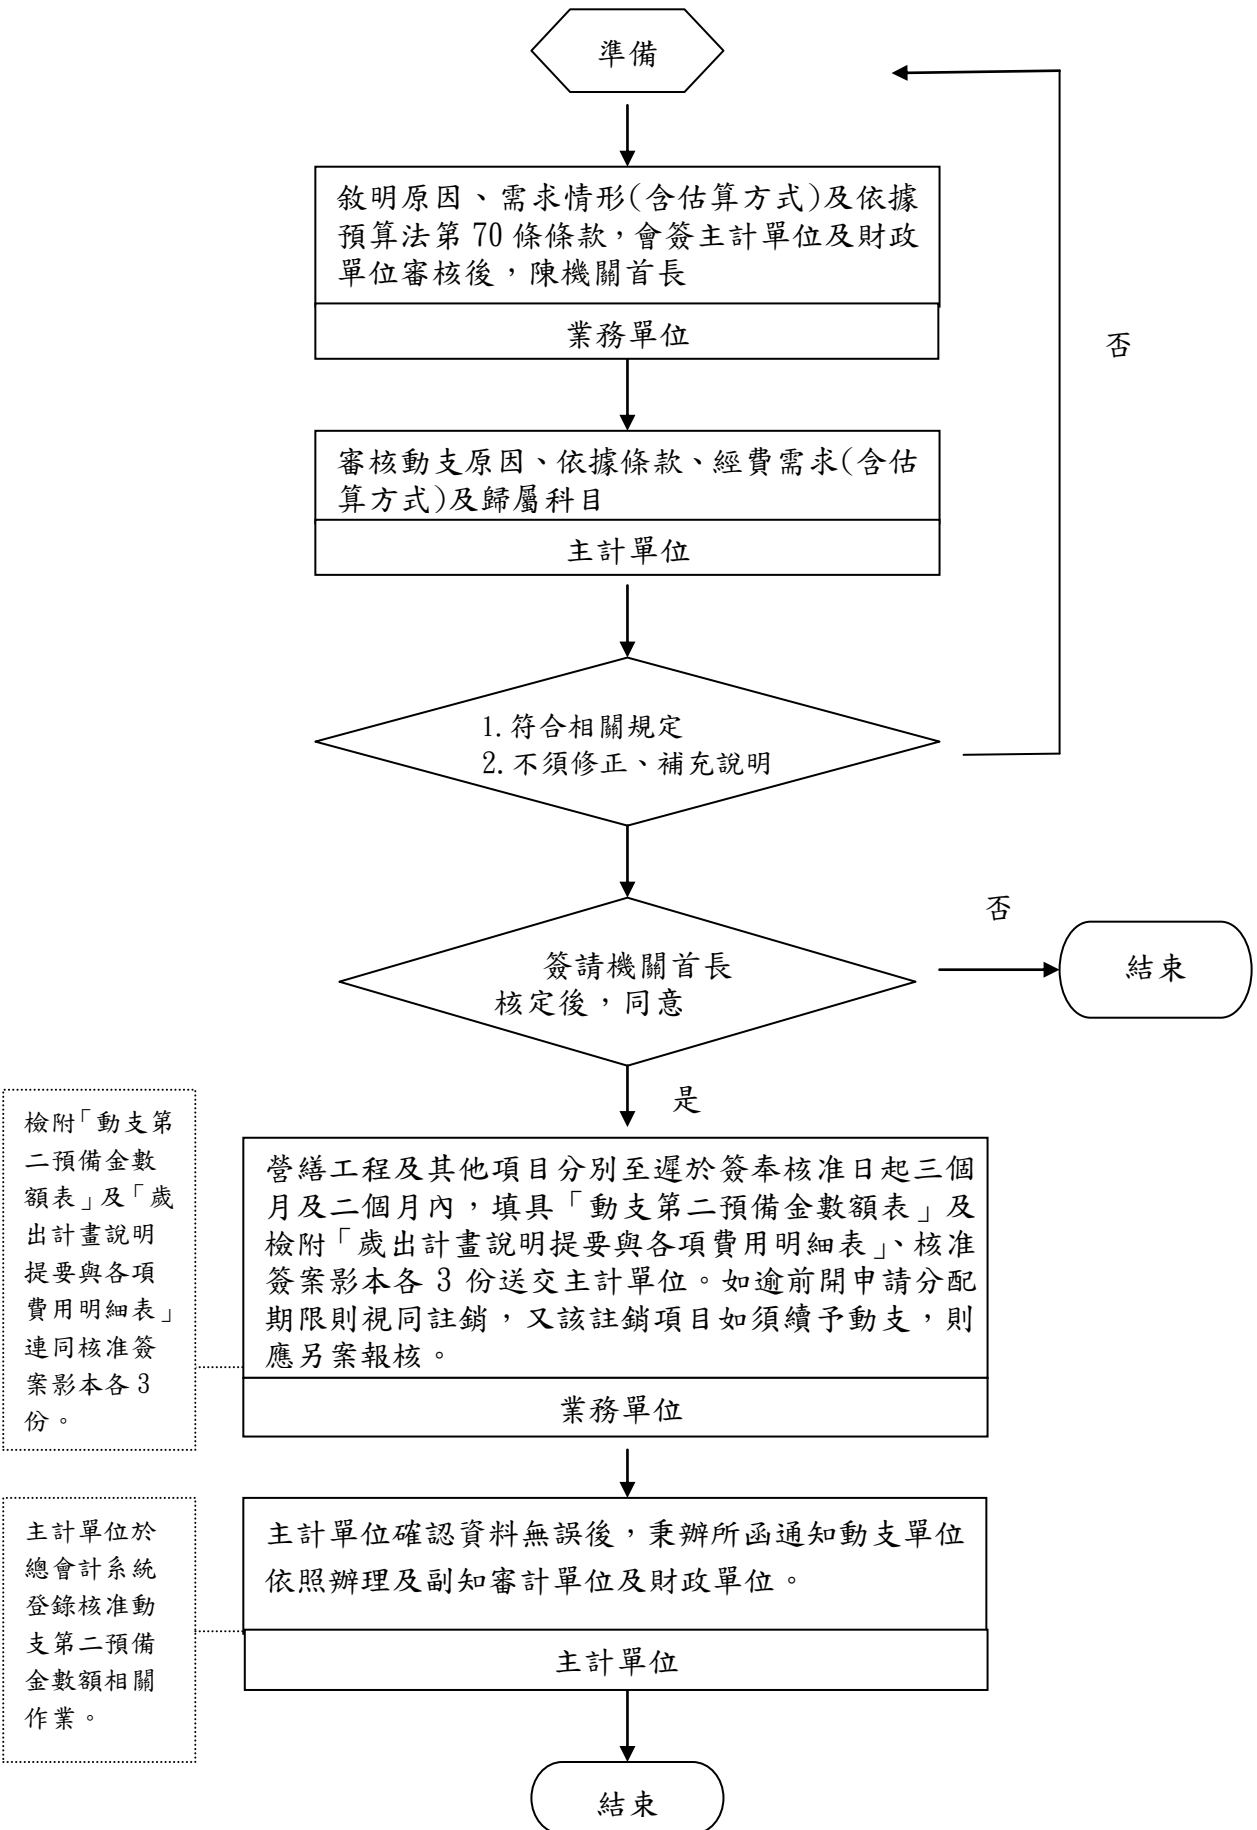 準備
敘明原因、需求情形(含估算方式)及依據
預算法第 70 條條款,會簽主計單位及財政
單位審核後,陳機關首長
業務單位
否
審核動支原因、依據條款、經費需求(含估
算方式)及歸屬科目
主計單位
1.符合相關規定
2.不須修正、補充說明
否
簽請機關首長
核定後,同意
結束
是
檢附「動支第
二預備金數
額表」及「歲
出計畫說明
提要與各項
費用明細表」
連同核准簽
案影本各 3
份。
營繕工程及其他項目分別至遲於簽奉核准日起三個
月及二個月內,填具「動支第二預備金數額表」及
檢附「歲出計畫說明提要與各項費用明細表」、核准
簽案影本各 3 份送交主計單位。如逾前開申請分配
期限則視同註銷,又該註銷項目如須續予動支,則
應另案報核。
業務單位
主計單位於
總會計系統
登錄核准動
支第二預備
金數額相關
作業。
主計單位確認資料無誤後,秉辦所函通知動支單位
依照辦理及副知審計單位及財政單位。
主計單位
結束